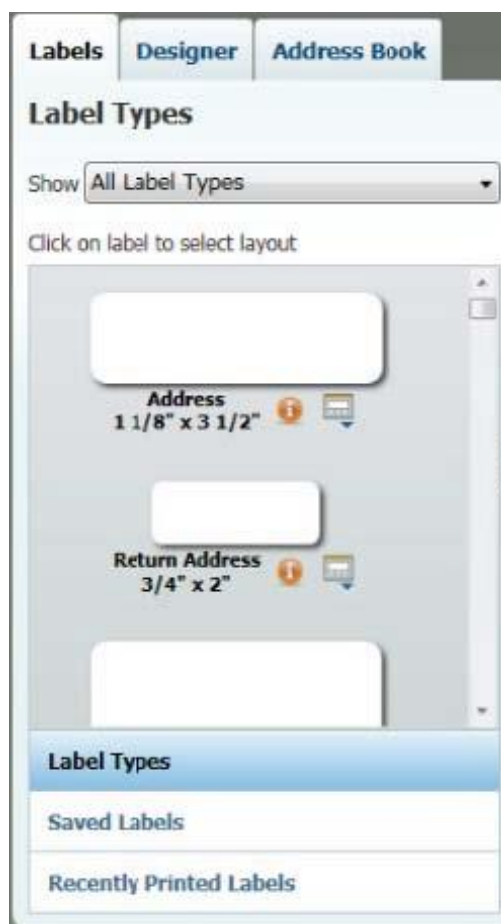 Labels Designer Address Book
Label Types
Show All Label Types
Click on label to select layout
Address
1 1/8" x 3 1/2"
Return Address
3/4" x 2"
Label Types
Saved Labels
Recently Printed Labels